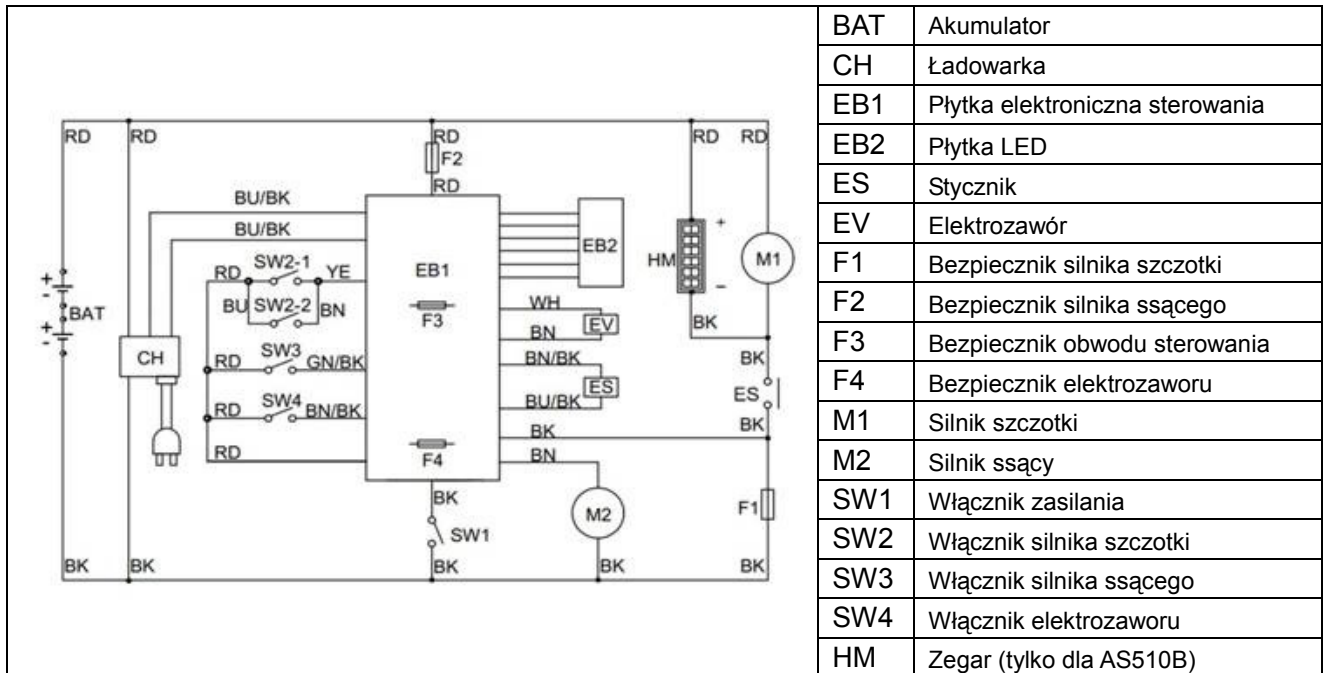 RD RD RD RD RD
F2
RD
BU/BK
BU/BK
EB2
SW2-1
RD YE
EB1
HM + M1
BU SW2-2 BN
+
-
BAT
+
-
F3
WH
EV
BN
BK
−
CH
SW3
RD GN/BK
BN/BK
BK
ES
ES
SW4
RD BN/BK
BU/BK
BK
BK
RD
F4
BN
BK
M2
F1
SW1
BK BK BK BK BK
BAT Akumulator
CH Ładowarka
EB1 Płytka elektroniczna sterowania
EB2 Płytka LED
ES Stycznik
EV Elektrozawór
F1 Bezpiecznik silnika szczotki
F2 Bezpiecznik silnika ssącego
F3 Bezpiecznik obwodu sterowania
F4 Bezpiecznik elektrozaworu
M1 Silnik szczotki
M2 Silnik ssący
SW1 Włącznik zasilania
SW2 Włącznik silnika szczotki
SW3 Włącznik silnika ssącego
SW4 Włącznik elektrozaworu
HM Zegar (tylko dla AS510B)